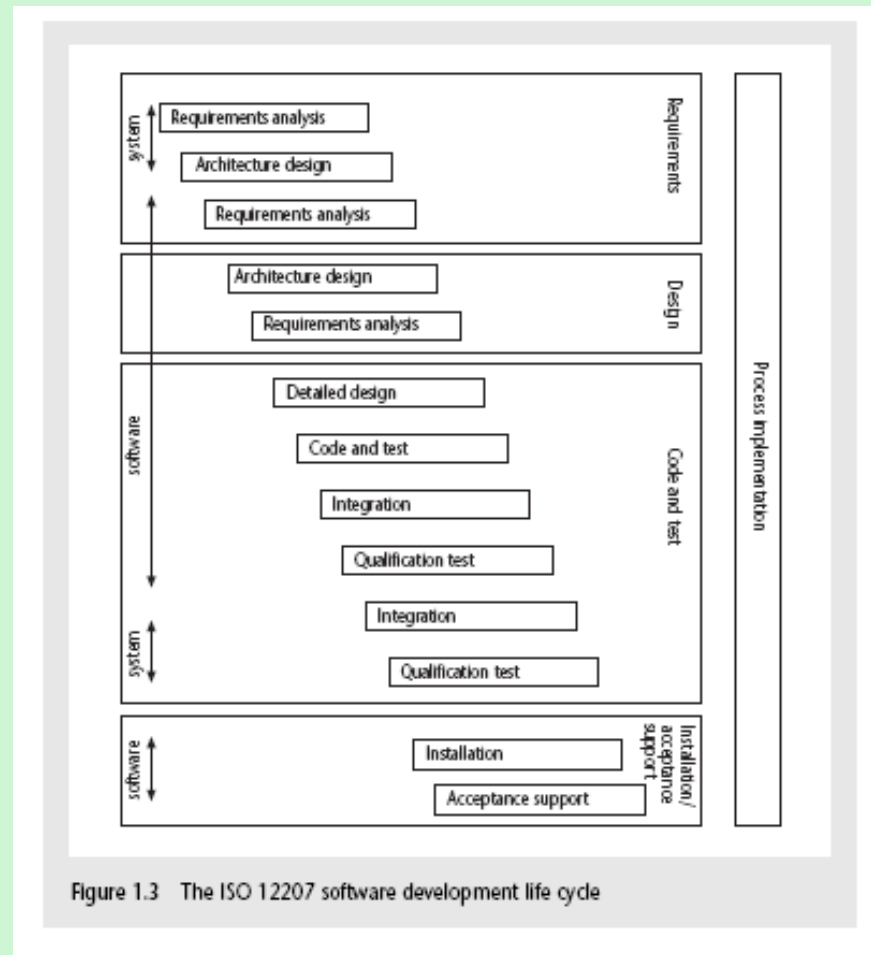 system
Requirements analysis
Architecture design
Requirements analysis
Requirements
Architecture design
Requirements analysis
Design
software
Detailed design
Code and test
Integration
Qualification test
Code and test
system
Integration
Qualification test
software
Installation
Acceptance support
Installation/
acceptance
support
Process implementation
Figure 1.3 The ISO 12207 software development life cycle